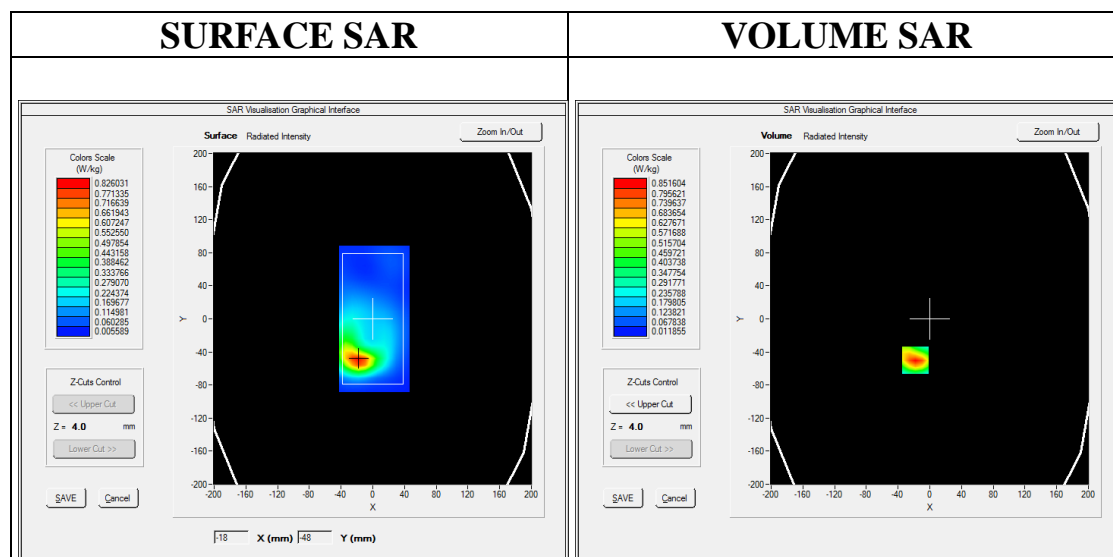 SURFACE SAR
VOLUME SAR
SAR Visualisation Graphical Interface
Surface Radiated Intensity
Zoom In/Out
Colors Scale
(W/kg)
0.826031
0.771335
0.716639
0.661943
0.607247
0.552550
0.497854
0.443158
0.388462
0.333766
0.279070
0.224374
0.169677
0.114981
0.060285
0.005589
200
160
120
80
40
0
-40
-80
-120
-160
-200
Y
-200 -160 -120 -80 -40 0 40 80 120 160 200
X
Z-Cuts Control
<< Upper Cut
Z = 4.0 mm
Lower Cut >>
SAVE Cancel
-18 X (mm) -48 Y (mm)
SAR Visualisation Graphical Interface
Volume Radiated Intensity
Zoom In/Out
Colors Scale
(W/kg)
0.851604
0.795621
0.739637
0.683654
0.627671
0.571688
0.515704
0.459721
0.403738
0.347754
0.291771
0.235788
0.179805
0.123821
0.067838
0.011855
200
160
120
80
40
0
-40
-80
-120
-160
-200
Y
-200 -160 -120 -80 -40 0 40 80 120 160 200
X
Z-Cuts Control
<< Upper Cut
Z = 4.0 mm
Lower Cut >>
SAVE Cancel